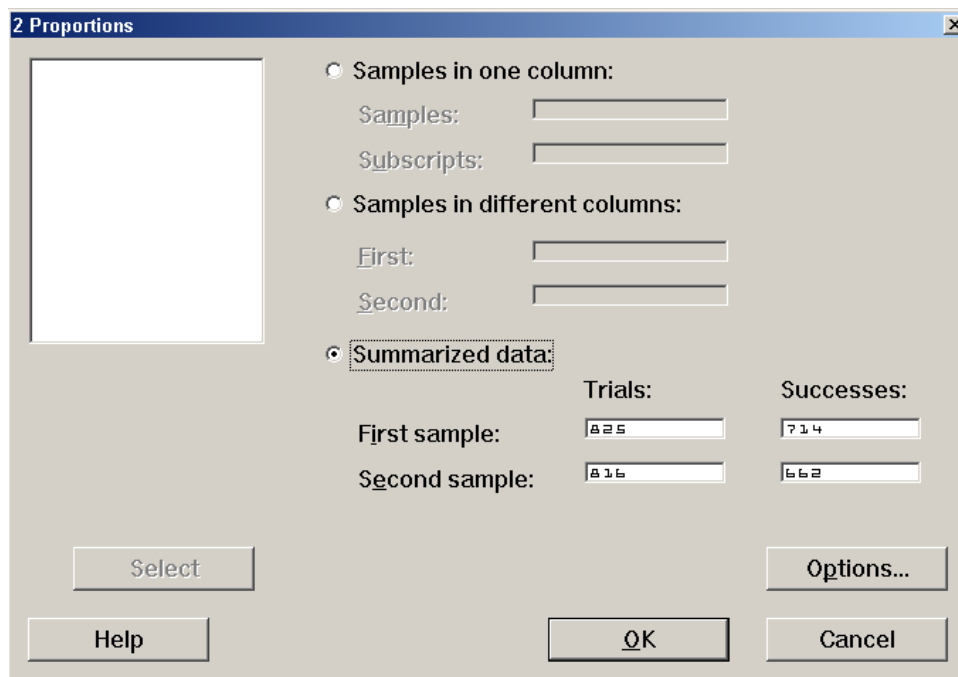 2 Proportions
Samples in one column:
Samples:
Subscripts:
Samples in different columns:
First:
Second:
Summarized data:
Trials: Successes:
First sample: 825 714
Second sample: 816 662
Select
Options...
Help
OK
Cancel